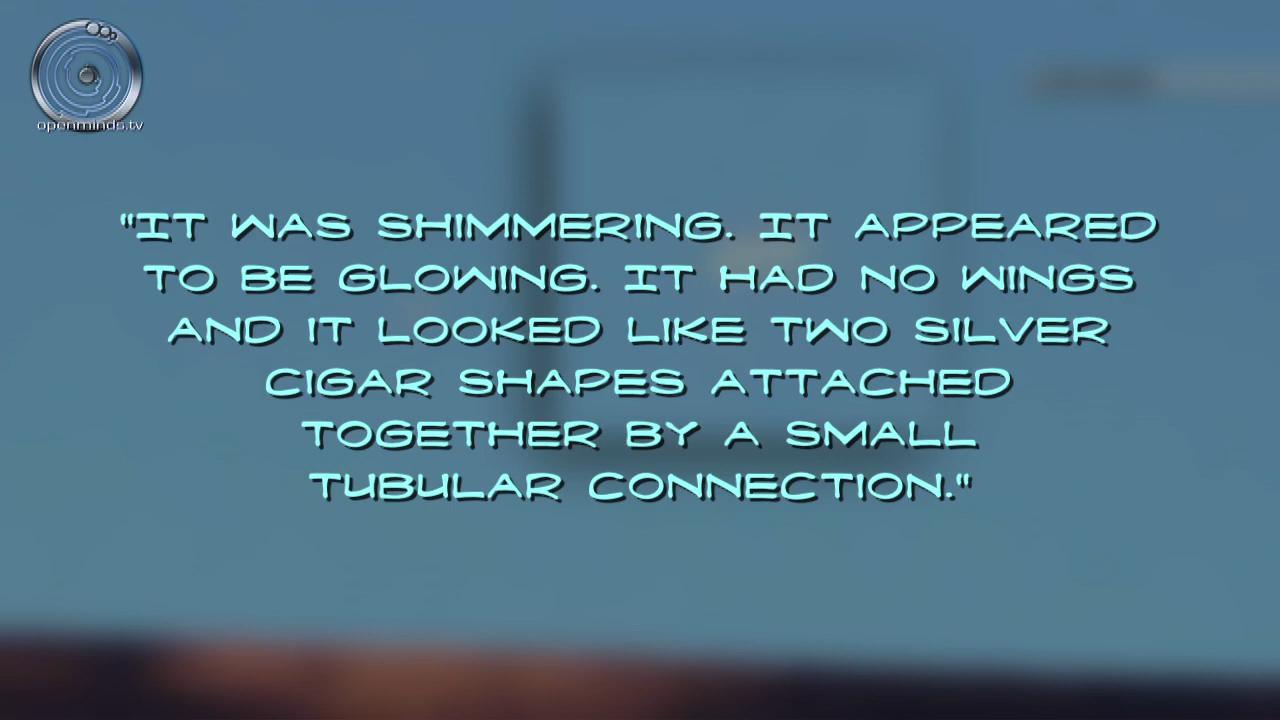 openminds.tv
"IT WAS SHIMMERING. IT APPEARED
TO BE GLOWING. IT HAD NO WINGS
AND IT LOOKED LIKE TWO SILVER
CIGAR SHAPES ATTACHED
TOGETHER BY A SMALL
TUBULAR CONNECTION."